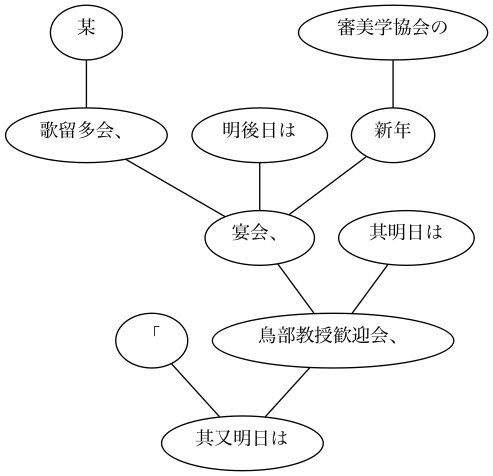 某
審美学協会の
歌留多会、
明後日は
新年
宴会、
其明日は
「
鳥部教授歓迎会、
其又明日は